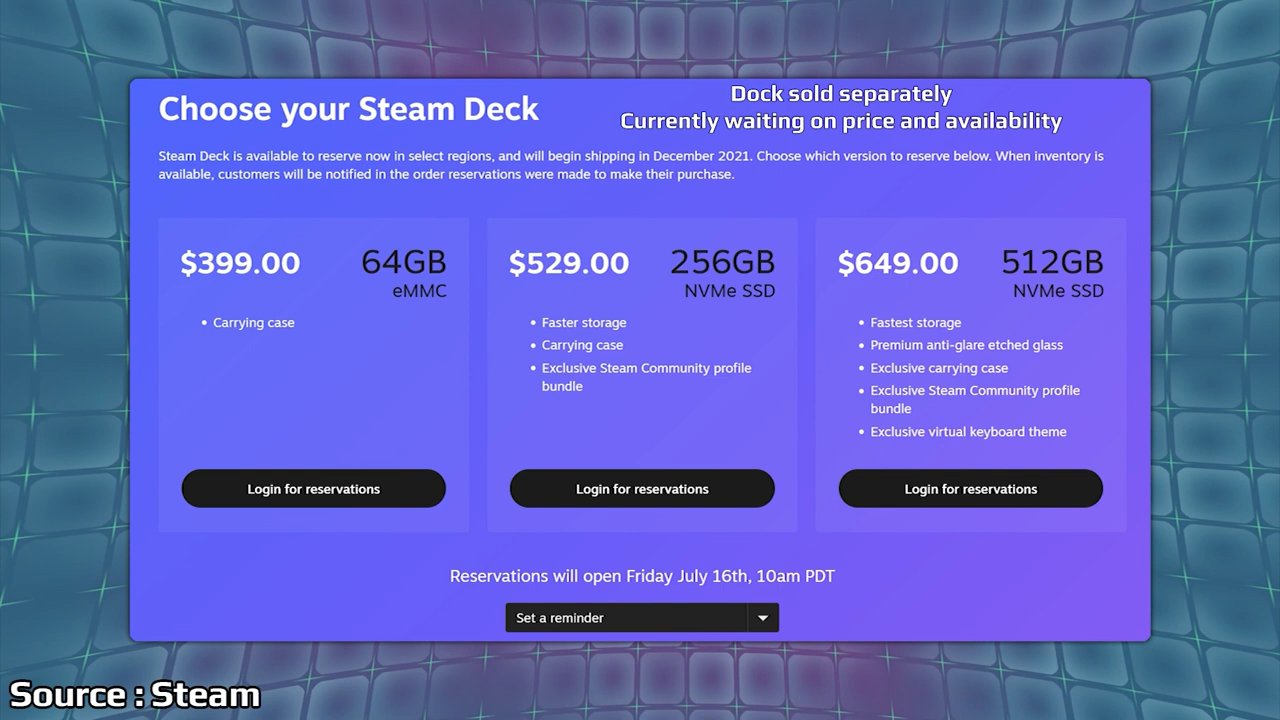 Choose your Steam Deck
Dock sold separately
Currently waiting on price and availability
Steam Deck is available to reserve now in select regions, and will begin shipping in December 2021. Choose which version to reserve below. When inventory is
available, customers will be notified in the order reservations were made to make their purchase.
$399.00
64GB
eMMC
• Carrying case
Login for reservations
$529.00
256GB
NVMe SSD
• Faster storage
• Carrying case
• Exclusive Steam Community profile
bundle
Login for reservations
$649.00
512GB
NVMe SSD
• Fastest storage
• Premium anti-glare etched glass
• Exclusive carrying case
• Exclusive Steam Community profile
bundle
• Exclusive virtual keyboard theme
Login for reservations
Reservations will open Friday July 16th, 10am PDT
Set a reminder
Source : Steam